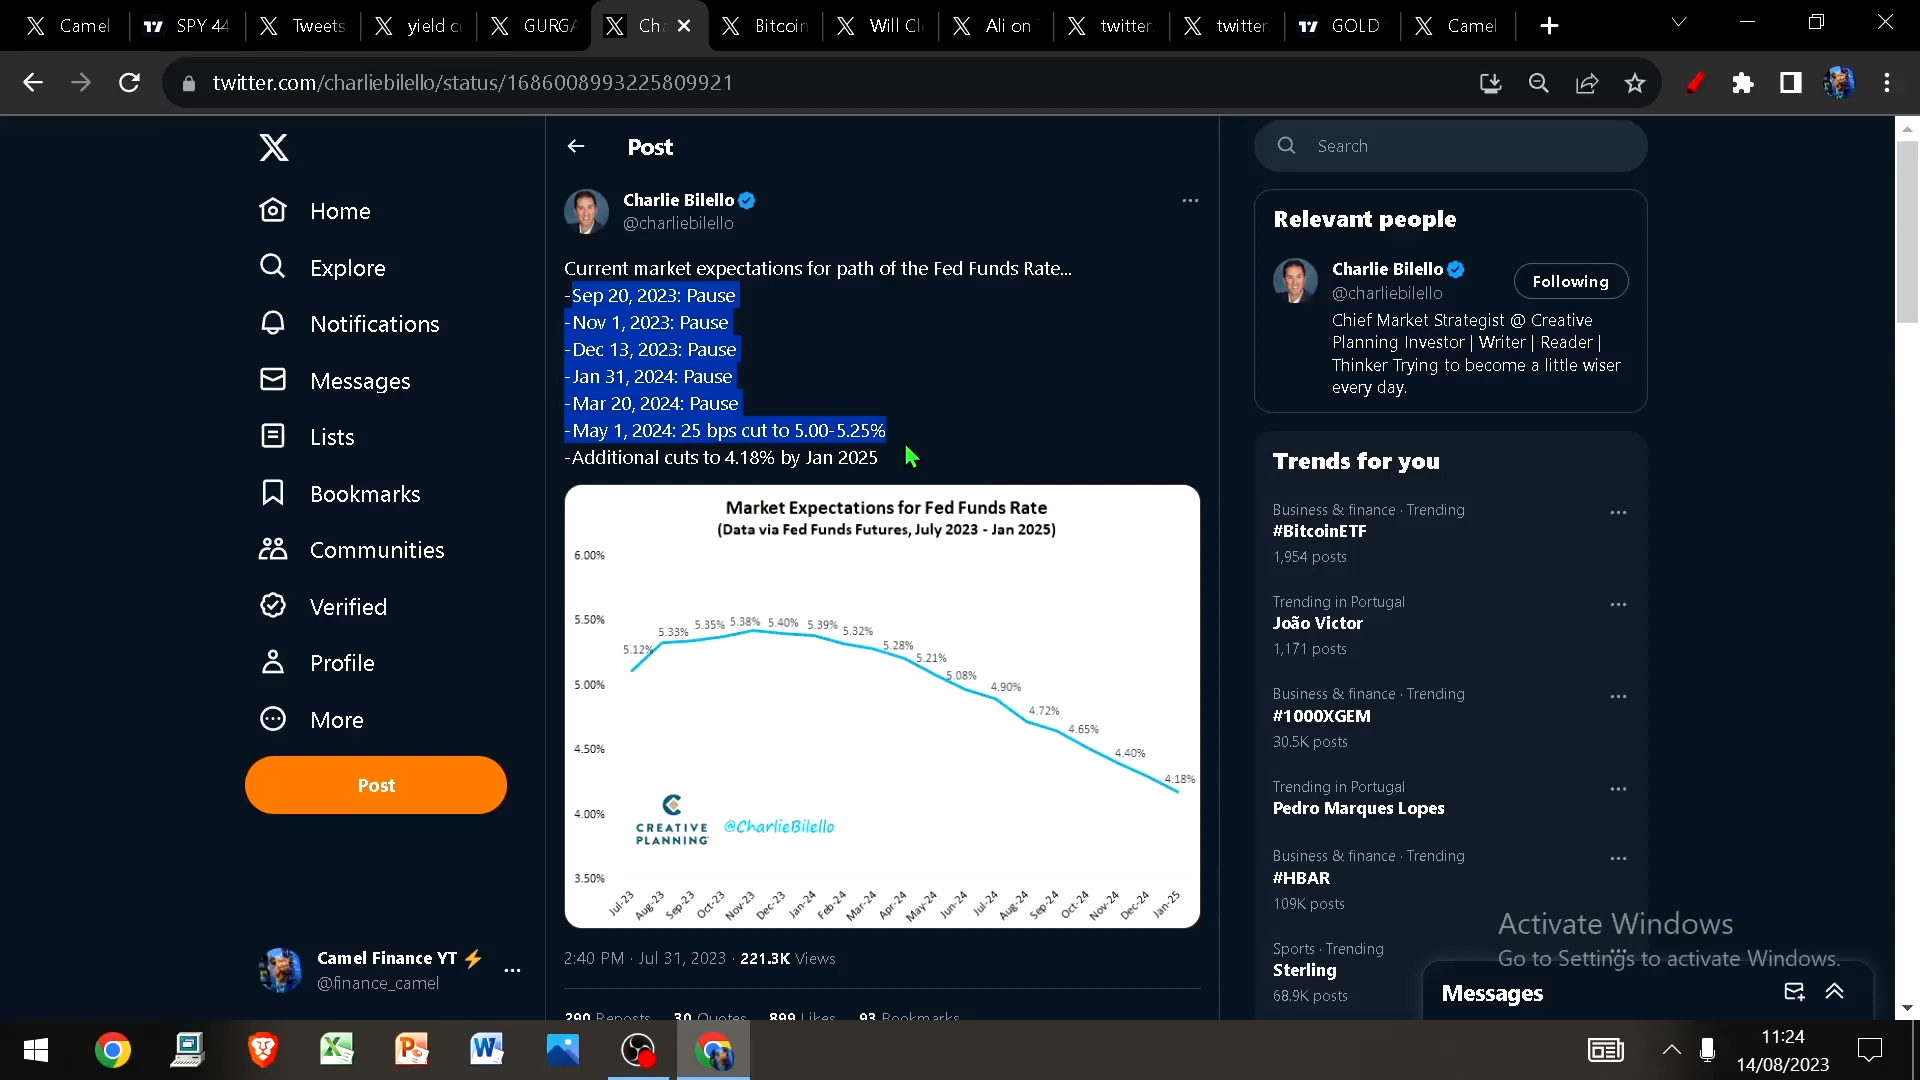 Camel
SPY 44
Tweets
yield cu
GURGA
Ch
Bitcoin
Will Cl
Ali on
twitter.
twitter.
GOLD
Camel
twitter.com/charliebilello/status/1686008993225809921
Home
Explore
Notifications
Messages
Lists
Bookmarks
Communities
Verified
Profile
More
Post
Camel Finance YT ⚡
@finance_camel
Post
Charlie Bilello
@charliebilello
Current market expectations for path of the Fed Funds Rate...
-Sep 20, 2023: Pause
-Nov 1, 2023: Pause
-Dec 13, 2023: Pause
-Jan 31, 2024: Pause
-Mar 20, 2024: Pause
-May 1, 2024: 25 bps cut to 5.00-5.25%
-Additional cuts to 4.18% by Jan 2025
Market Expectations for Fed Funds Rate
(Data via Fed Funds Futures, July 2023 - Jan 2025)
6.00%
5.50%
5.00%
4.50%
4.00%
3.50%
5.12%
5.33%
5.35%
5.38%
5.40%
5.39%
5.32%
5.28%
5.21%
5.08%
4.90%
4.72%
4.65%
4.40%
4.18%
CREATIVE
PLANNING
@CharlieBilello
Jul-23
Aug-23
Sep-23
Oct-23
Nov-23
Dec-23
Jan-24
Feb-24
Mar-24
Apr-24
May-24
Jun-24
Jul-24
Aug-24
Sep-24
Oct-24
Nov-24
Dec-24
Jan-25
2:40 PM · Jul 31, 2023 · 221.3K Views
290 Reposts 30 Quotes 899 Likes 93 Bookmarks
Search
Relevant people
Charlie Bilello
@charliebilello
Following
Chief Market Strategist @ Creative
Planning Investor | Writer | Reader |
Thinker Trying to become a little wiser
every day.
Trends for you
Business & finance · Trending
#BitcoinETF
1,954 posts
Trending in Portugal
João Victor
1,171 posts
Business & finance · Trending
#1000XGEM
30.5K posts
Trending in Portugal
Pedro Marques Lopes
Business & finance · Trending
#HBAR
109K posts
Sports · Trending
Sterling
68.9K posts
Activate Windows
Go to Settings to activate Windows.
Messages
11:24
14/08/2023